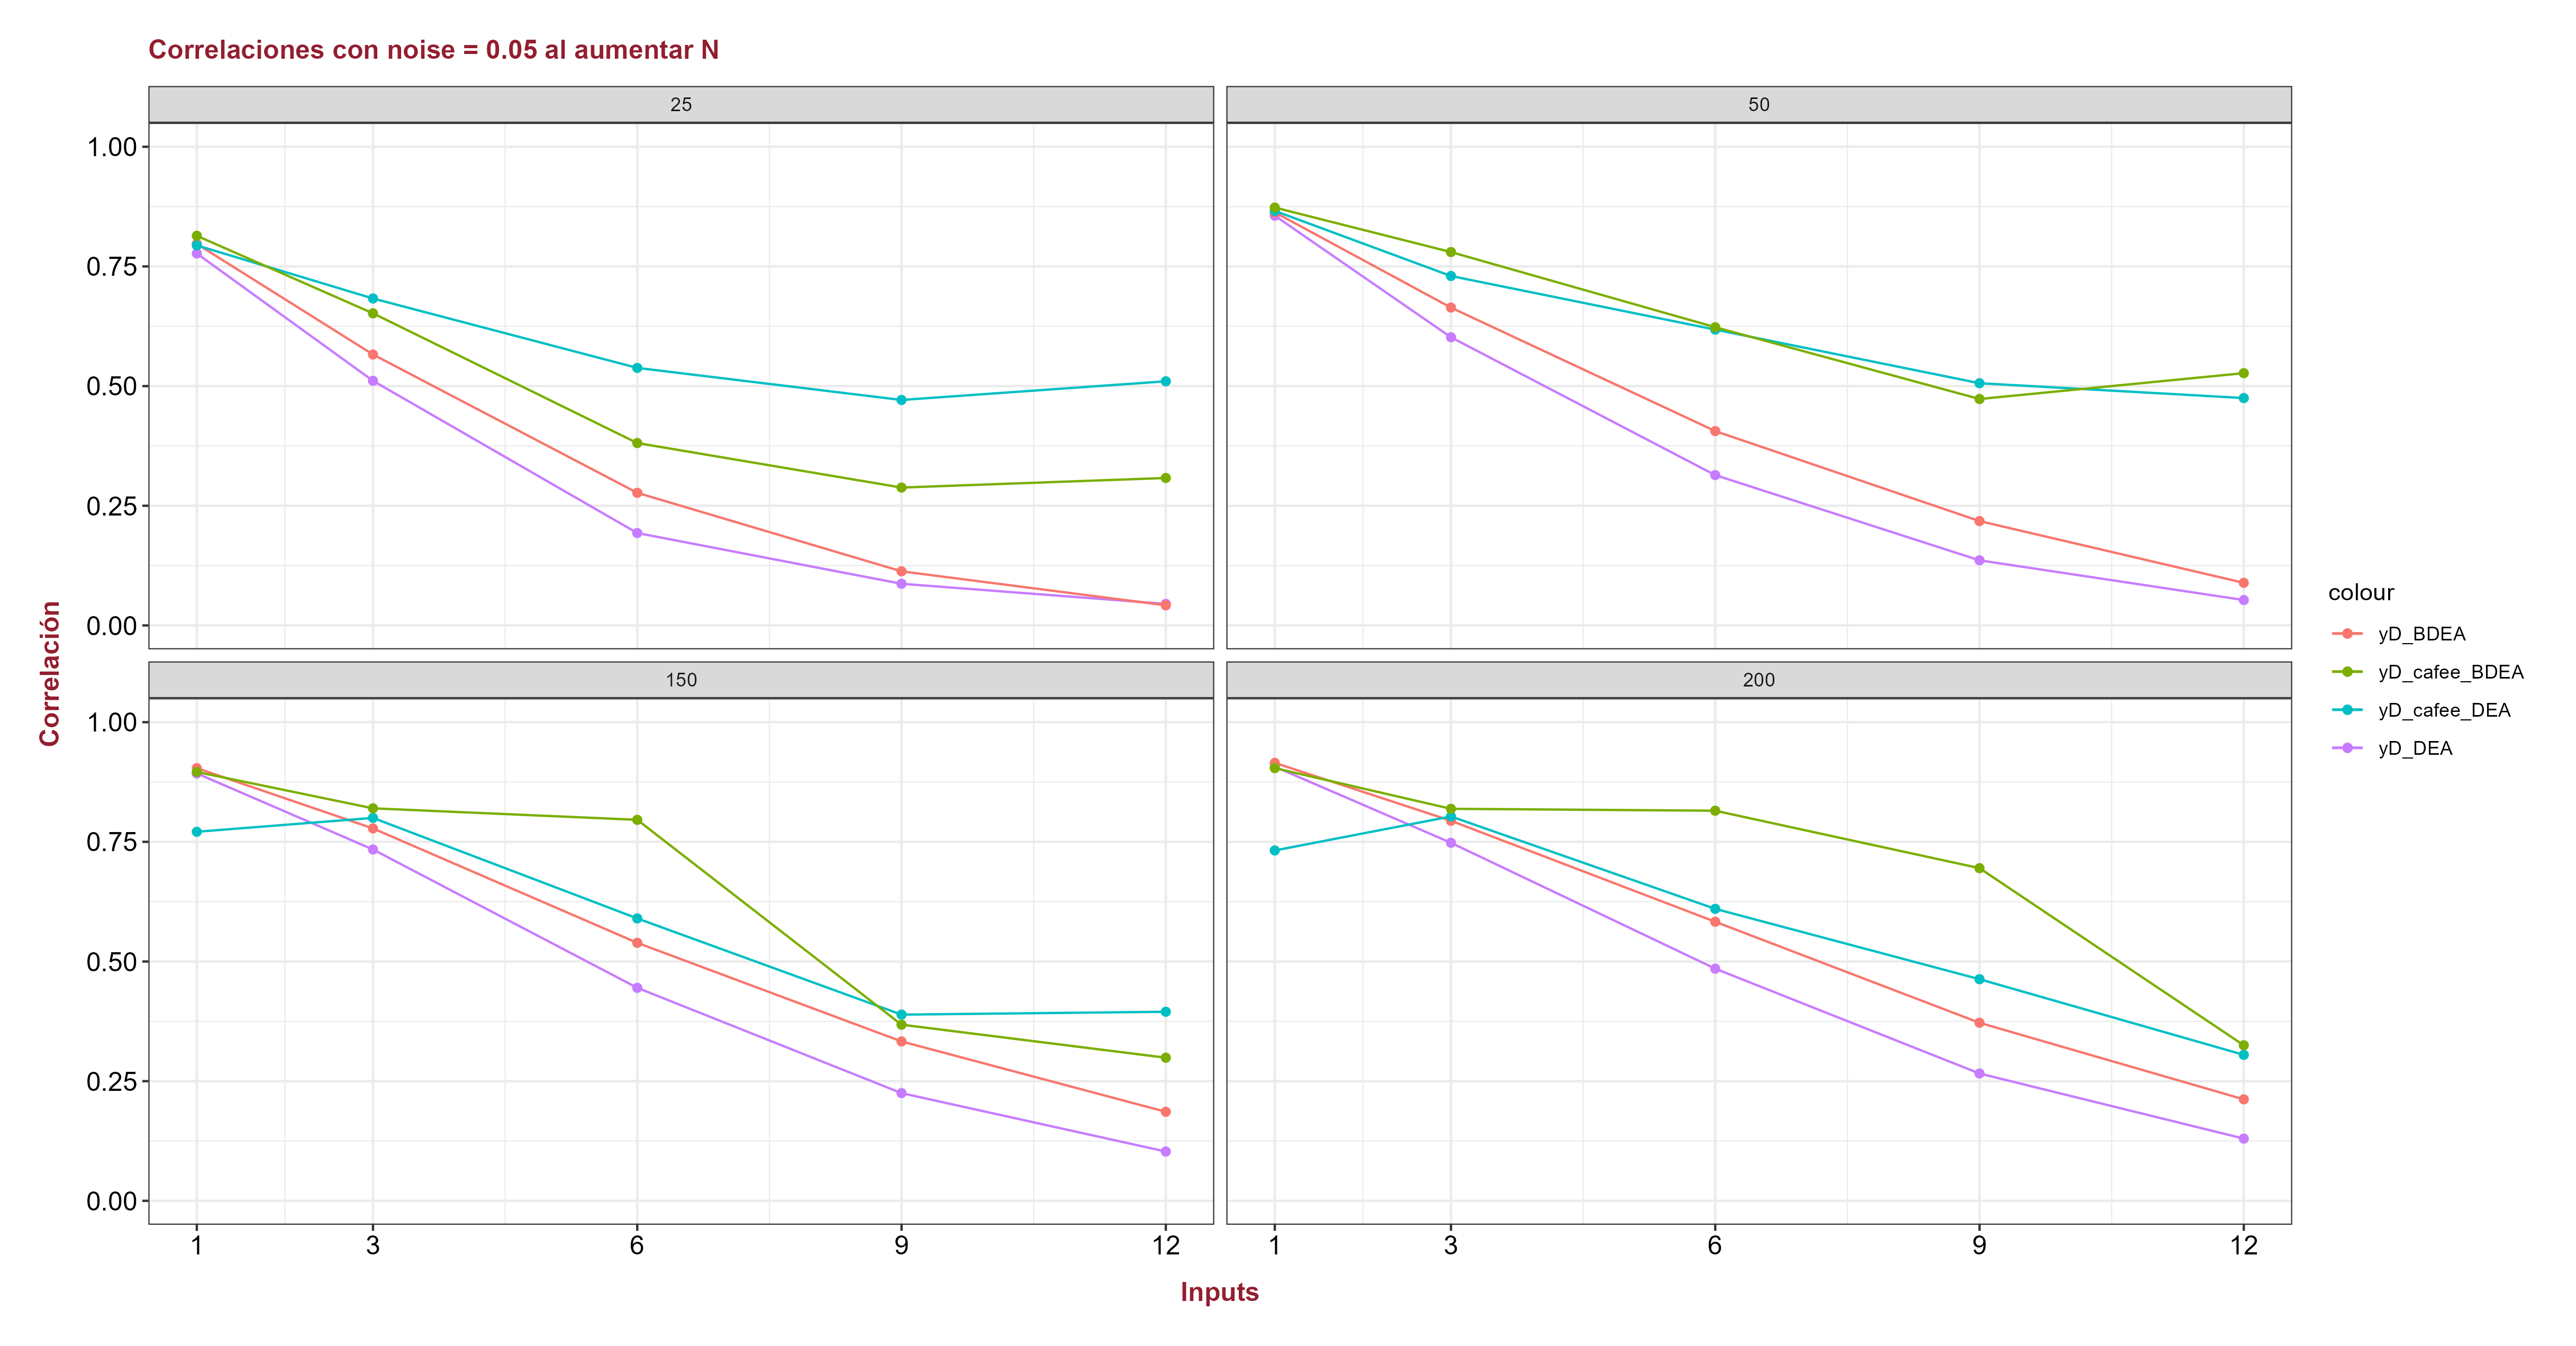 Correlaciones con noise = 0.05 al aumentar N
25
50
1.00
0.75
0.50
0.25
0.00
150
200
1.00
0.75
0.50
0.25
0.00
1 3 6 9 12
1 3 6 9 12
Inputs
Correlación
colour
yD_BDEA
yD_cafee_BDEA
yD_cafee_DEA
yD_DEA